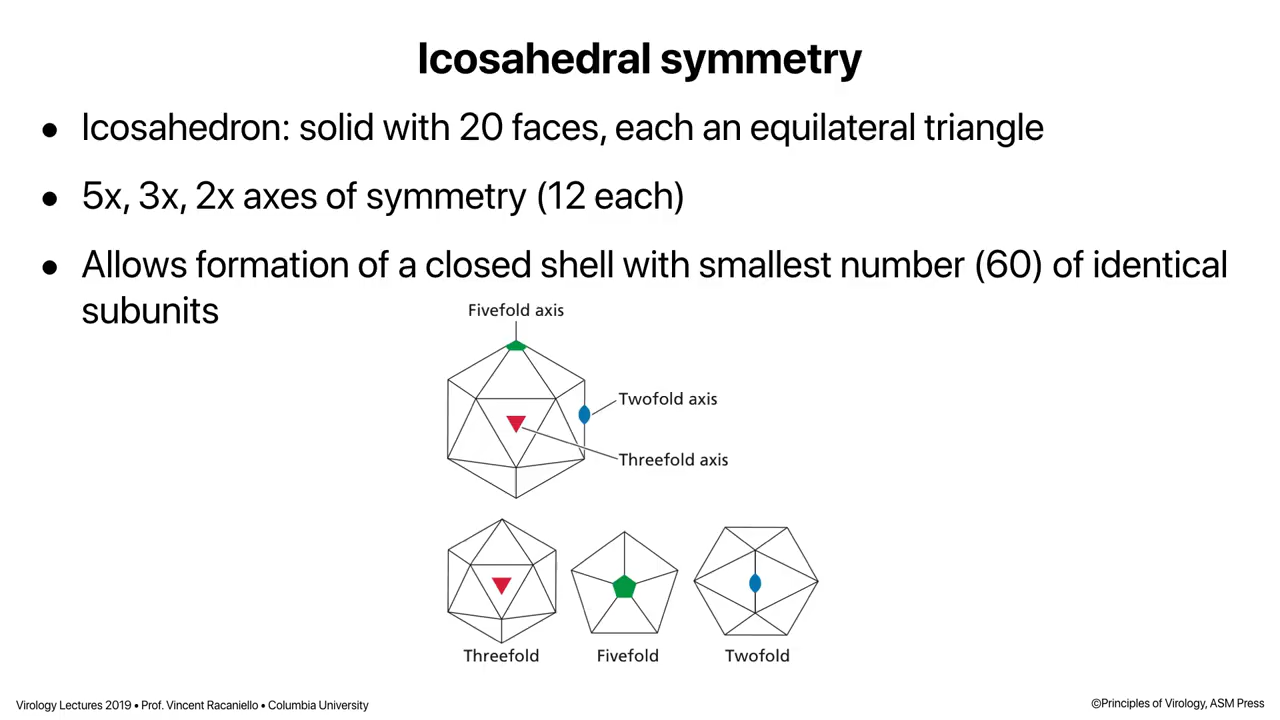 Icosahedral symmetry
• Icosahedron: solid with 20 faces, each an equilateral triangle
• 5x, 3x, 2x axes of symmetry (12 each)
• Allows formation of a closed shell with smallest number (60) of identical
subunits
Fivefold axis
Twofold axis
Threefold axis
Threefold
Fivefold
Twofold
Virology Lectures 2019 • Prof. Vincent Racaniello • Columbia University
©Principles of Virology, ASM Press